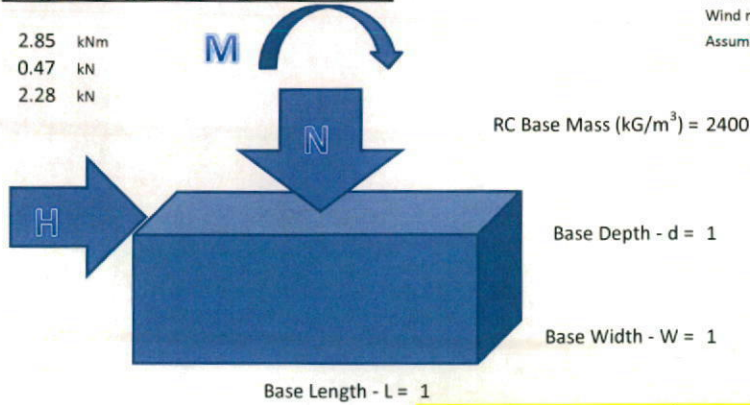 Wind
Assum
2.85 kNm
0.47 kN
2.28 kN
M
N
H
RC Base Mass (kG/m³) = 2400
Base Depth - d = 1
Base Width - W = 1
Base Length - L = 1